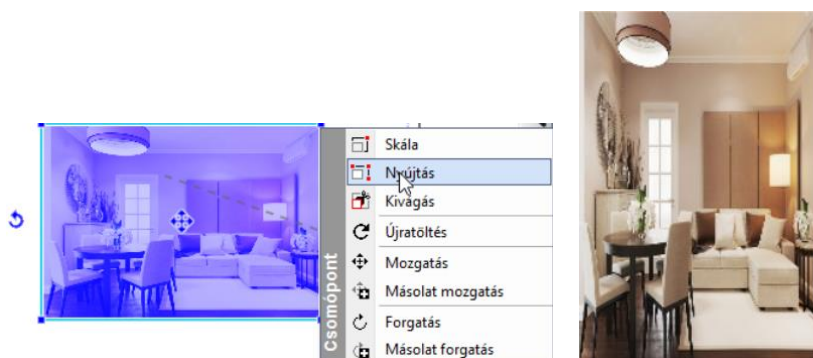 Csomópont
Skála
Nyújtás
Kivágás
Újratöltés
Mozgatás
Másolat mozgatás
Forgatás
Másolat forgatás